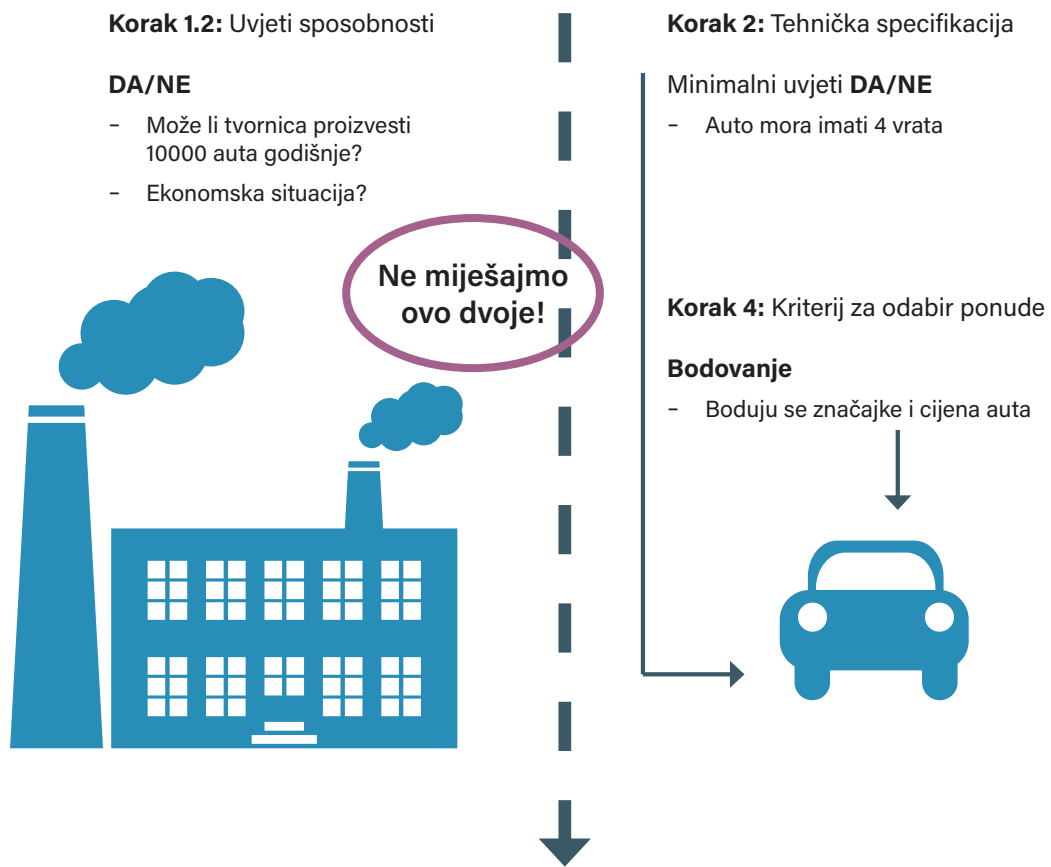 Korak 1.2: Uvjeti sposobnosti
DA/NE
– Može li tvornica proizvesti
10000 auta godišnje?
– Ekonomska situacija?
Ne miješajmo
ovo dvoje!
Korak 2: Tehnička specifikacija
Minimalni uvjeti DA/NE
– Auto mora imati 4 vrata
Korak 4: Kriterij za odabir ponude
Bodovanje
– Boduju se značajke i cijena auta